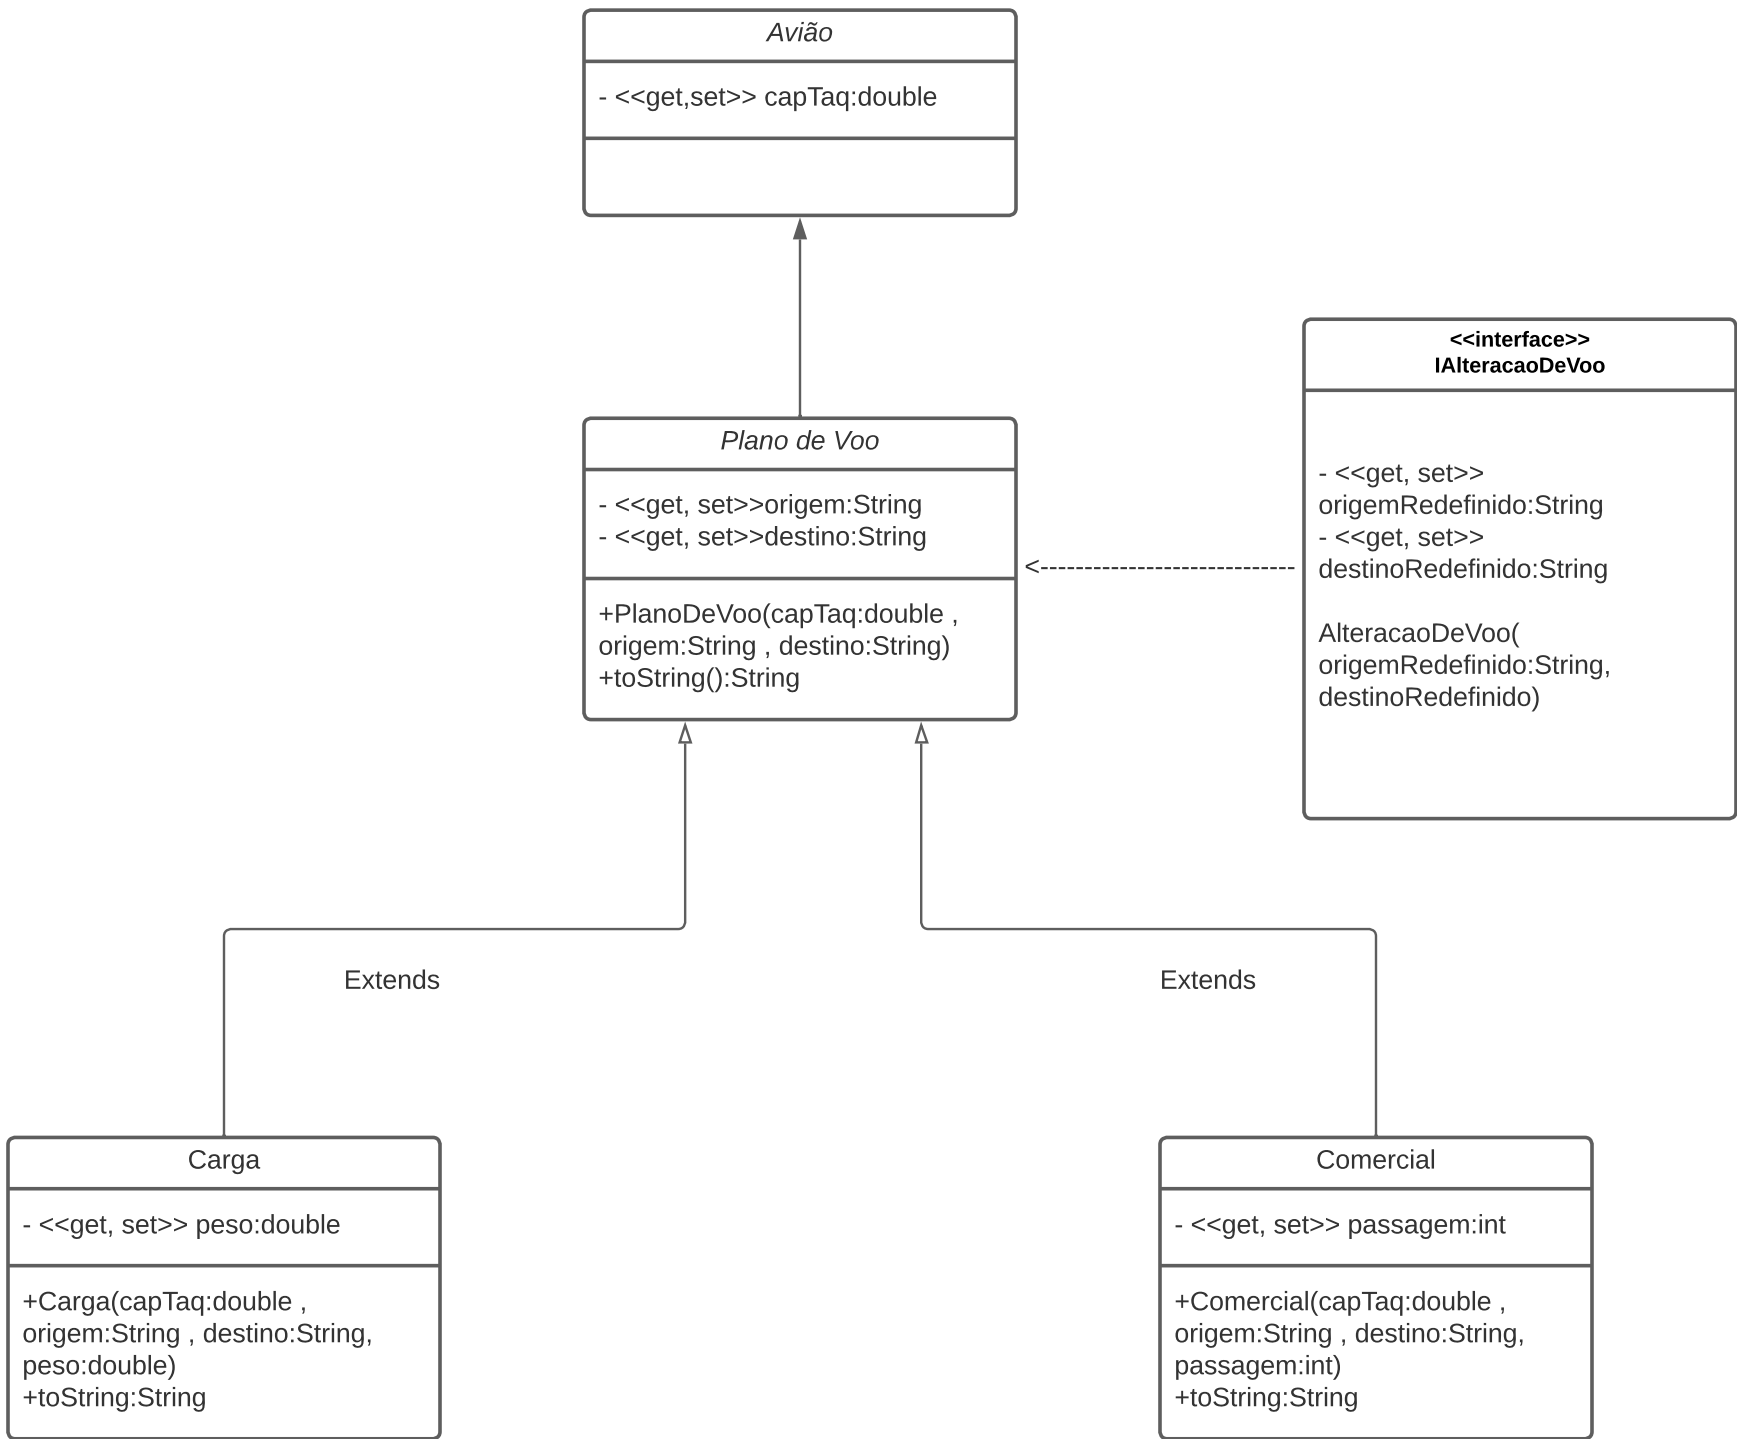 Avião
- <<get,set>> capTaq:double
<<interface>>
IAlteracaoDeVoo
- <<get, set>>
origemRedefinido:String
- <<get, set>>
destinoRedefinido:String
AlteracaoDeVoo(
origemRedefinido:String,
destinoRedefinido)
Plano de Voo
- <<get, set>>origem:String
- <<get, set>>destino:String
+PlanoDeVoo(capTaq:double ,
origem:String , destino:String)
+toString():String
<-----------------------------
Extends
Extends
Carga
- <<get, set>> peso:double
+Carga(capTaq:double ,
origem:String , destino:String,
peso:double)
+toString:String
Comercial
- <<get, set>> passagem:int
+Comercial(capTaq:double ,
origem:String , destino:String,
passagem:int)
+toString:String